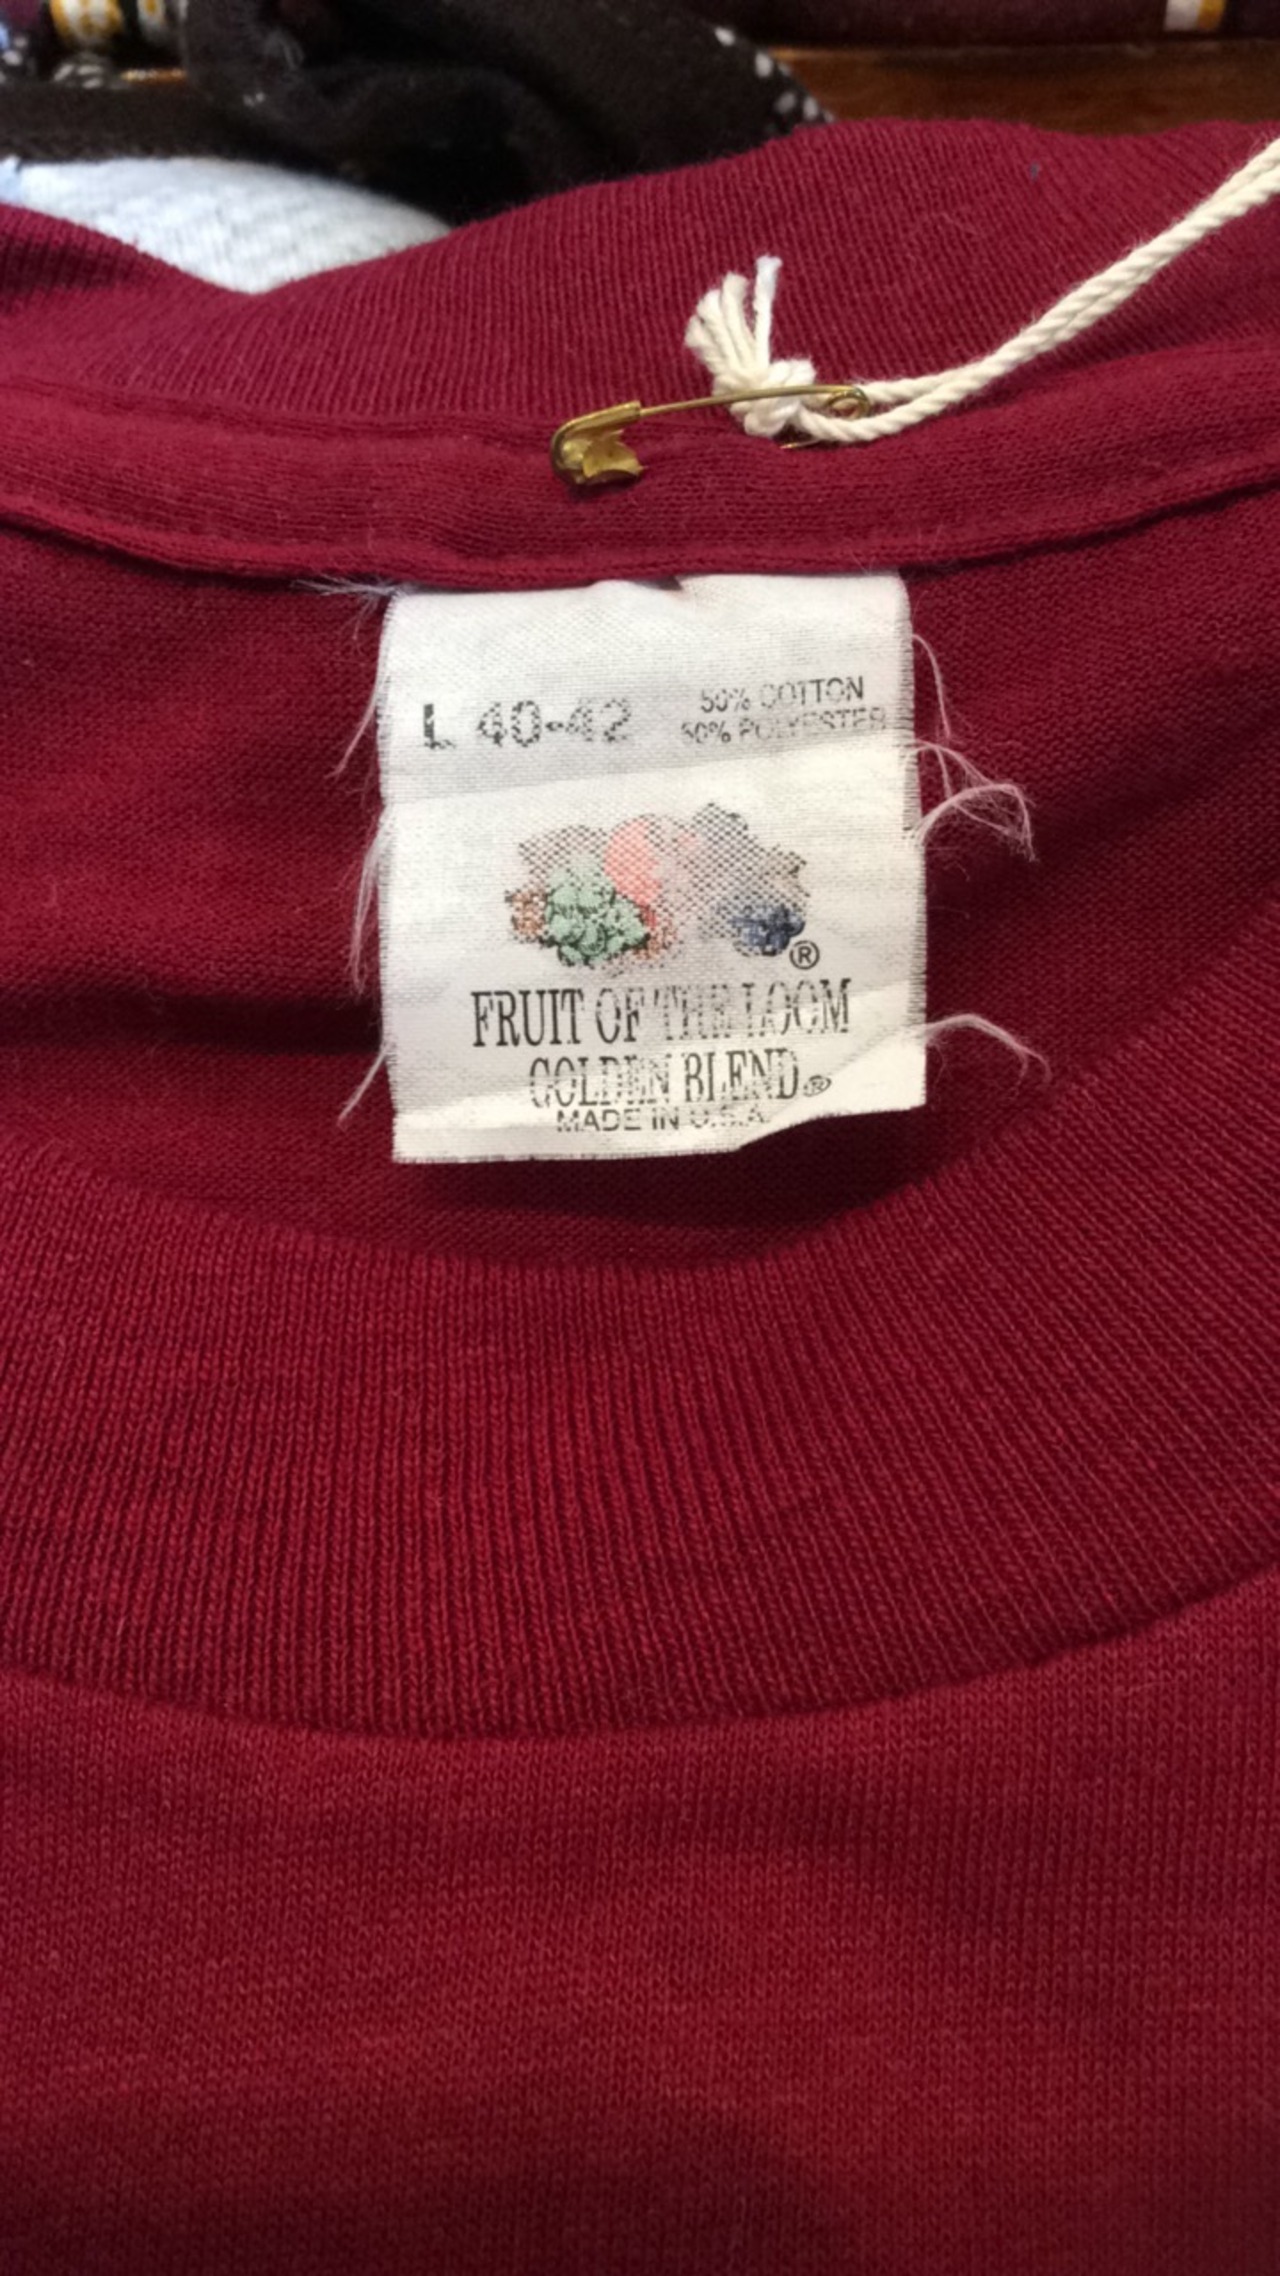 L 40-42
50% COTTON
50% POLYESTER
®
FRUIT OF THE LOOM
GOLDEN BLEND®
MADE IN U.S.A.